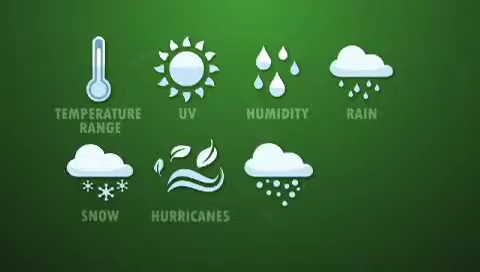 TEMPERATURE
RANGE
UV
HUMIDITY
RAIN
SNOW
HURRICANES